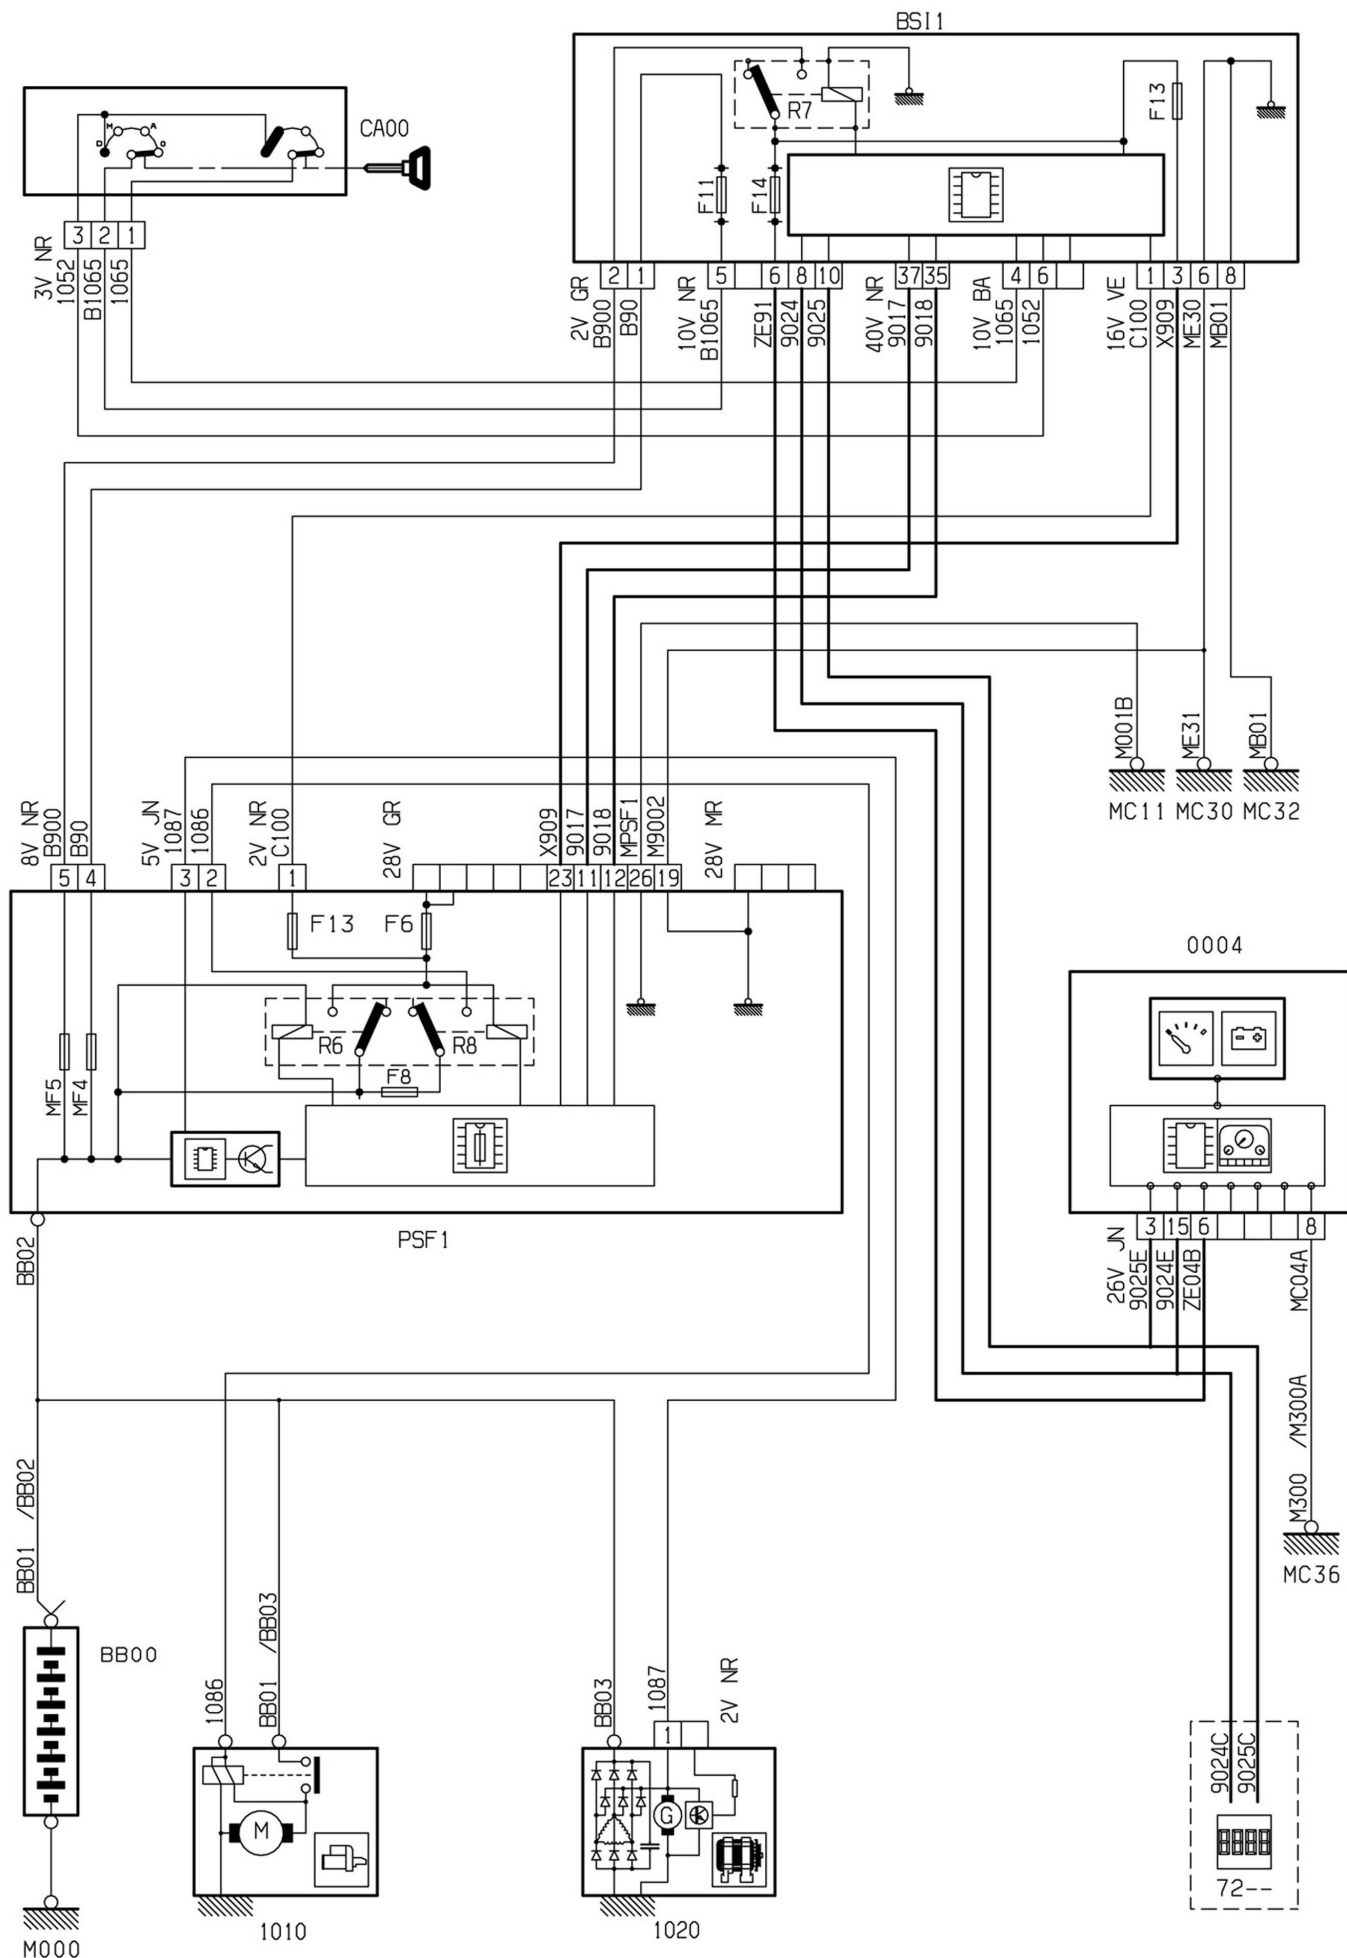 BSI1
CA00
M
A
D
O
R7
F13
F11
F14
3
2
1
3V NR
1052
B1065
1065
2
1
5
6
8
10
37
35
4
6
1
3
6
8
2V GR
B900
B90
10V NR
B1065
ZE91
9024
9025
40V NR
9017
9018
10V BA
1065
1052
16V VE
C100
X909
ME30
MB01
M001B
ME31
MB01
MC11
MC30
MC32
8V NR
B900
B90
5V JN
1087
1086
2V NR
C100
28V GR
X909
9017
9018
MPSF1
M9002
28V MR
5
4
3
2
1
23
11
12
26
19
F13
F6
R6
R8
F8
MF5
MF4
PSF1
BB02
0004
3
15
6
8
26V JN
9025E
9024E
ZE04B
MC04A
M300 /M300A
MC36
BB01 /BB02
BB00
M000
1086
BB01 /BB03
M
1010
BB03
1087
2V NR
1
G
1020
9024C
9025C
8888
72--